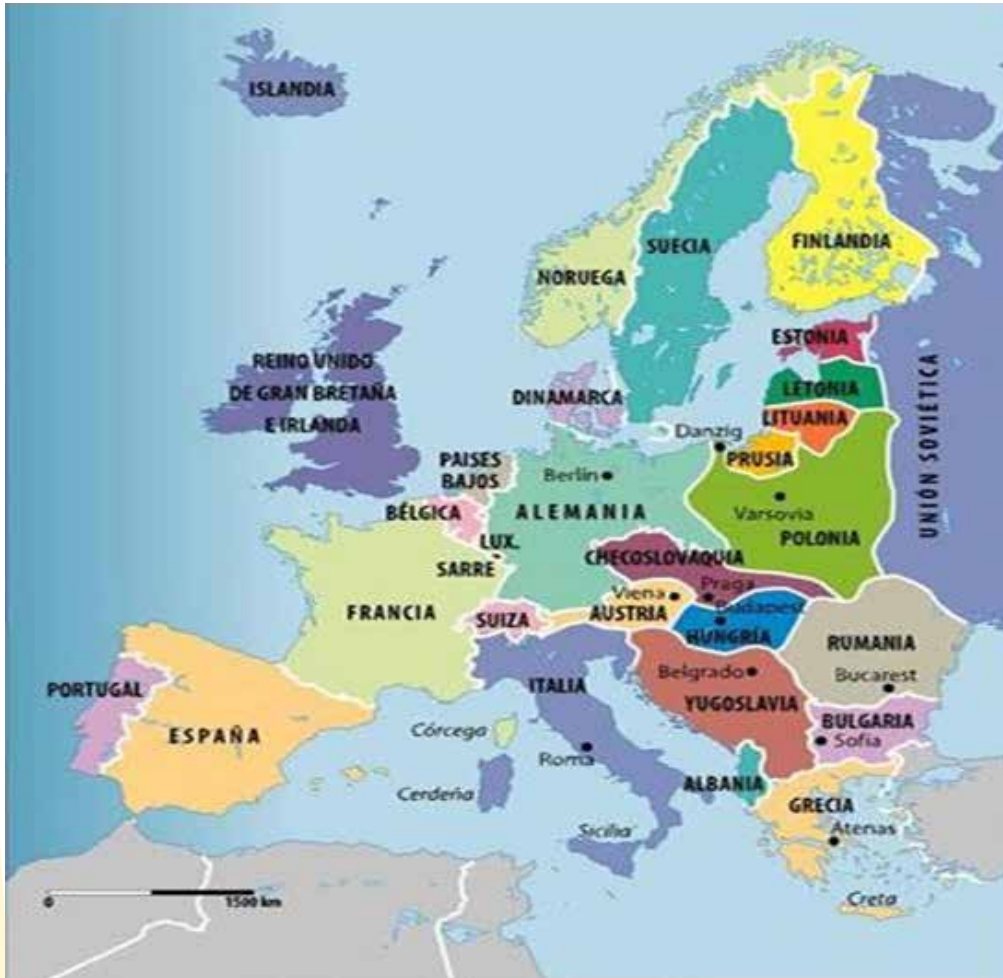 ISLANDIA
SUECIA
FINLANDIA
NORUEGA
ESTONIA
REINO UNIDO
DE GRAN BRETAÑA
E IRLANDA
LETONIA
DINAMARCA
LITUANIA
UNIÓN SOVIÉTICA
Danzig
PRUSIA
PAISES
BAJOS
Berlín
Varsovia
BÉLGICA
ALEMANIA
POLONIA
LUX.
CHECOSLOVAQUIA
SARRE
Praga
Viena
FRANCIA
AUSTRIA
Budapest
SUIZA
HUNGRÍA
RUMANIA
Belgrado
Bucarest
PORTUGAL
ITALIA
YUGOSLAVIA
BULGARIA
ESPAÑA
Córcega
Sofia
Roma
ALBANIA
Cerdeña
GRECIA
Sicilia
Atenas
Creta
0 1500 km